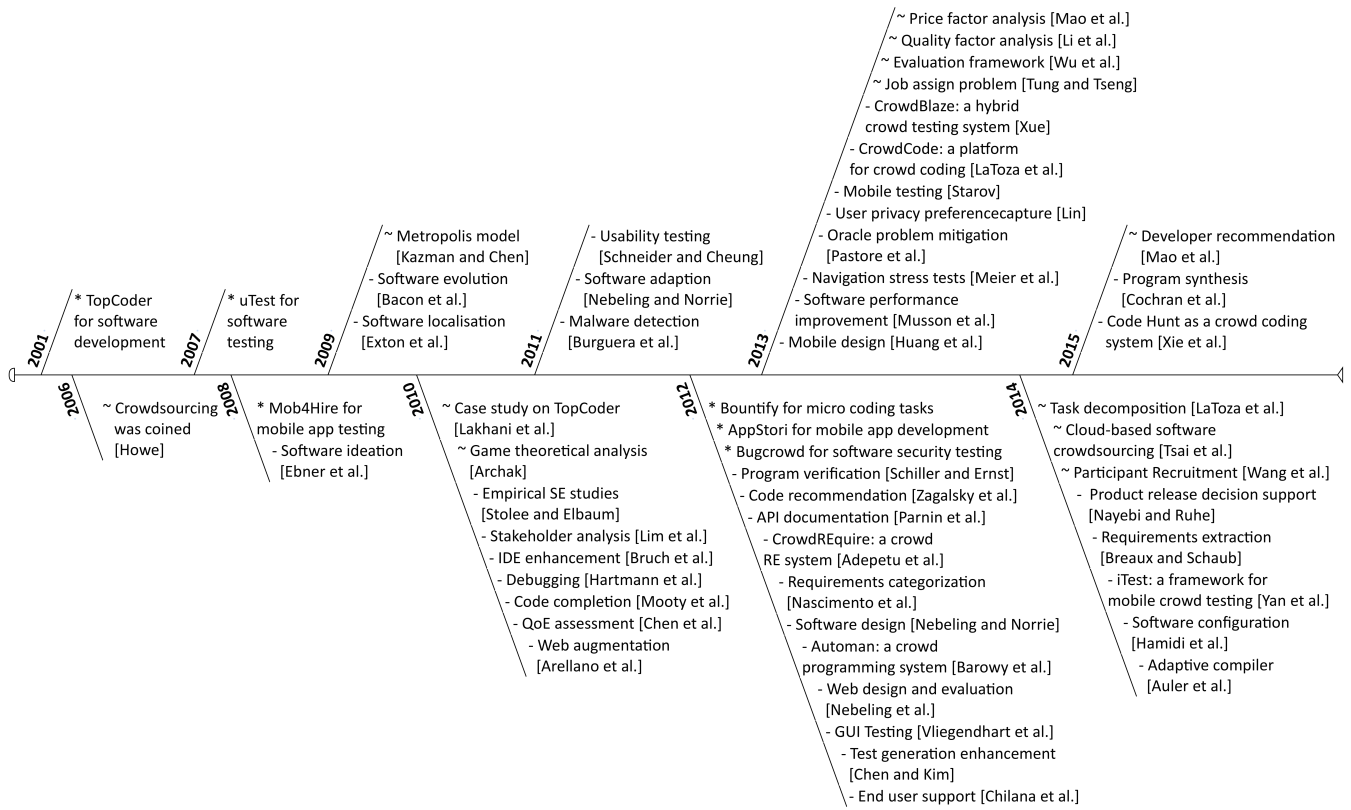 2001
* TopCoder
for software
development
2006
~ Crowdsourcing
was coined
[Howe]
2007
* uTest for
software
testing
2008
* Mob4Hire for
mobile app testing
- Software ideation
[Ebner et al.]
2009
~ Metropolis model
[Kazman and Chen]
- Software evolution
[Bacon et al.]
- Software localisation
[Exton et al.]
2010
~ Case study on TopCoder
[Lakhani et al.]
~ Game theoretical analysis
[Archak]
- Empirical SE studies
[Stolee and Elbaum]
- Stakeholder analysis [Lim et al.]
- IDE enhancement [Bruch et al.]
- Debugging [Hartmann et al.]
- Code completion [Mooty et al.]
- QoE assessment [Chen et al.]
- Web augmentation
[Arellano et al.]
2011
- Usability testing
[Schneider and Cheung]
- Software adaption
[Nebeling and Norrie]
- Malware detection
[Burguera et al.]
2012
* Bountify for micro coding tasks
* AppStori for mobile app development
* Bugcrowd for software security testing
- Program verification [Schiller and Ernst]
- Code recommendation [Zagalsky et al.]
- API documentation [Parnin et al.]
- CrowdREquire: a crowd
RE system [Adepetu et al.]
- Requirements categorization
[Nascimento et al.]
- Software design [Nebeling and Norrie]
- Automan: a crowd
programming system [Barowy et al.]
- Web design and evaluation
[Nebeling et al.]
- GUI Testing [Vliegendhart et al.]
- Test generation enhancement
[Chen and Kim]
- End user support [Chilana et al.]
2013
~ Price factor analysis [Mao et al.]
~ Quality factor analysis [Li et al.]
~ Evaluation framework [Wu et al.]
~ Job assign problem [Tung and Tseng]
- CrowdBlaze: a hybrid
crowd testing system [Xue]
- CrowdCode: a platform
for crowd coding [LaToza et al.]
- Mobile testing [Starov]
- User privacy preferencecapture [Lin]
- Oracle problem mitigation
[Pastore et al.]
- Navigation stress tests [Meier et al.]
- Software performance
improvement [Musson et al.]
- Mobile design [Huang et al.]
2014
~ Task decomposition [LaToza et al.]
~ Cloud-based software
crowdsourcing [Tsai et al.]
~ Participant Recruitment [Wang et al.]
- Product release decision support
[Nayebi and Ruhe]
- Requirements extraction
[Breaux and Schaub]
- iTest: a framework for
mobile crowd testing [Yan et al.]
- Software configuration
[Hamidi et al.]
- Adaptive compiler
[Auler et al.]
2015
~ Developer recommendation
[Mao et al.]
- Program synthesis
[Cochran et al.]
- Code Hunt as a crowd coding
system [Xie et al.]